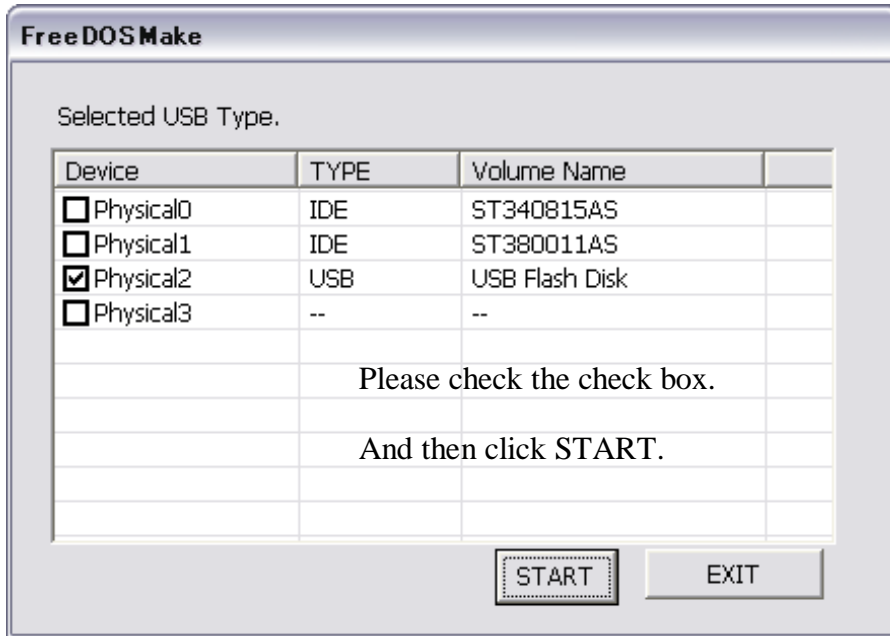 FreeDOSMake
Selected USB Type.
Device TYPE Volume Name
Physical0 IDE ST340815AS
Physical1 IDE ST380011AS
Physical2 USB USB Flash Disk
Physical3 -- --
Please check the check box.
And then click START.
START EXIT